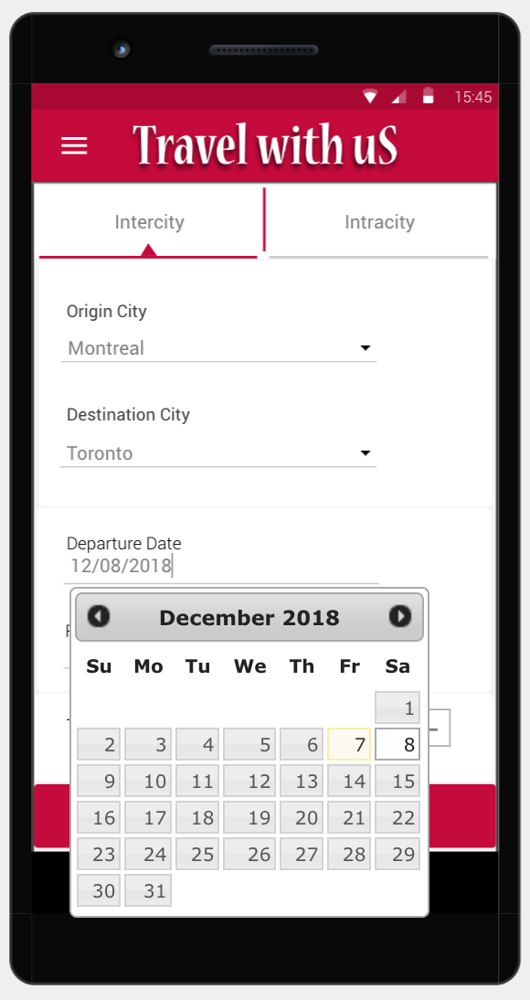 15:45
Travel with uS
Intercity Intracity
Origin City
Montreal
Destination City
Toronto
Departure Date
12/08/2018
December 2018
Su Mo Tu We Th Fr Sa
1
2 3 4 5 6 7 8
9 10 11 12 13 14 15
16 17 18 19 20 21 22
23 24 25 26 27 28 29
30 31